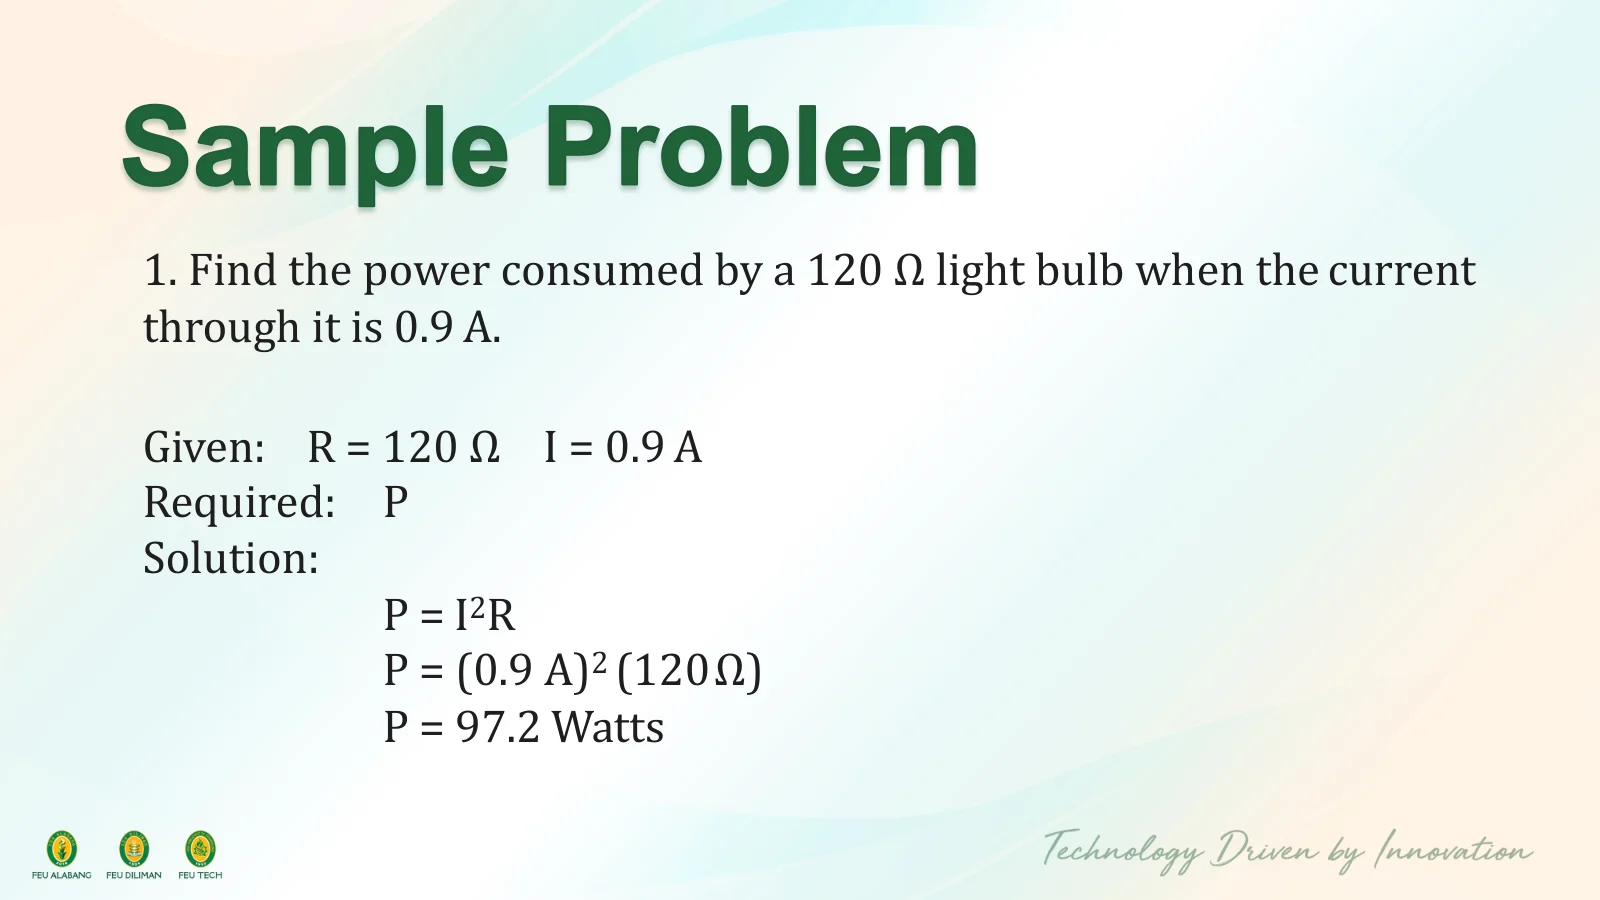 Sample Problem
1. Find the power consumed by a 120 Ω light bulb when the current
through it is 0.9 A.
Given: R = 120 Ω I = 0.9 A
Required: P
Solution:
P = I²R
P = (0.9 A)² (120 Ω)
P = 97.2 Watts
FEU ALABANG FEU DILIMAN FEU TECH
Technology Driven by Innovation